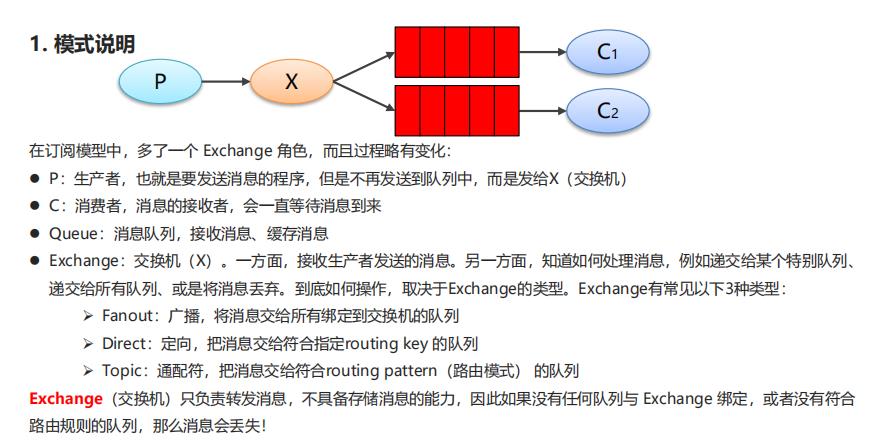 1. 模式说明
P
X
C1
C2
在订阅模型中，多了一个 Exchange 角色，而且过程略有变化：
● P：生产者，也就是要发送消息的程序，但是不再发送到队列中，而是发给X（交换机）
● C：消费者，消息的接收者，会一直等待消息到来
● Queue：消息队列，接收消息、缓存消息
● Exchange：交换机（X）。一方面，接收生产者发送的消息。另一方面，知道如何处理消息，例如递交给某个特别队列、
递交给所有队列、或是将消息丢弃。到底如何操作，取决于Exchange的类型。Exchange有常见以下3种类型：
➢ Fanout：广播，将消息交给所有绑定到交换机的队列
➢ Direct：定向，把消息交给符合指定routing key 的队列
➢ Topic：通配符，把消息交给符合routing pattern（路由模式） 的队列
Exchange（交换机）只负责转发消息，不具备存储消息的能力，因此如果没有任何队列与 Exchange 绑定，或者没有符合
路由规则的队列，那么消息会丢失！